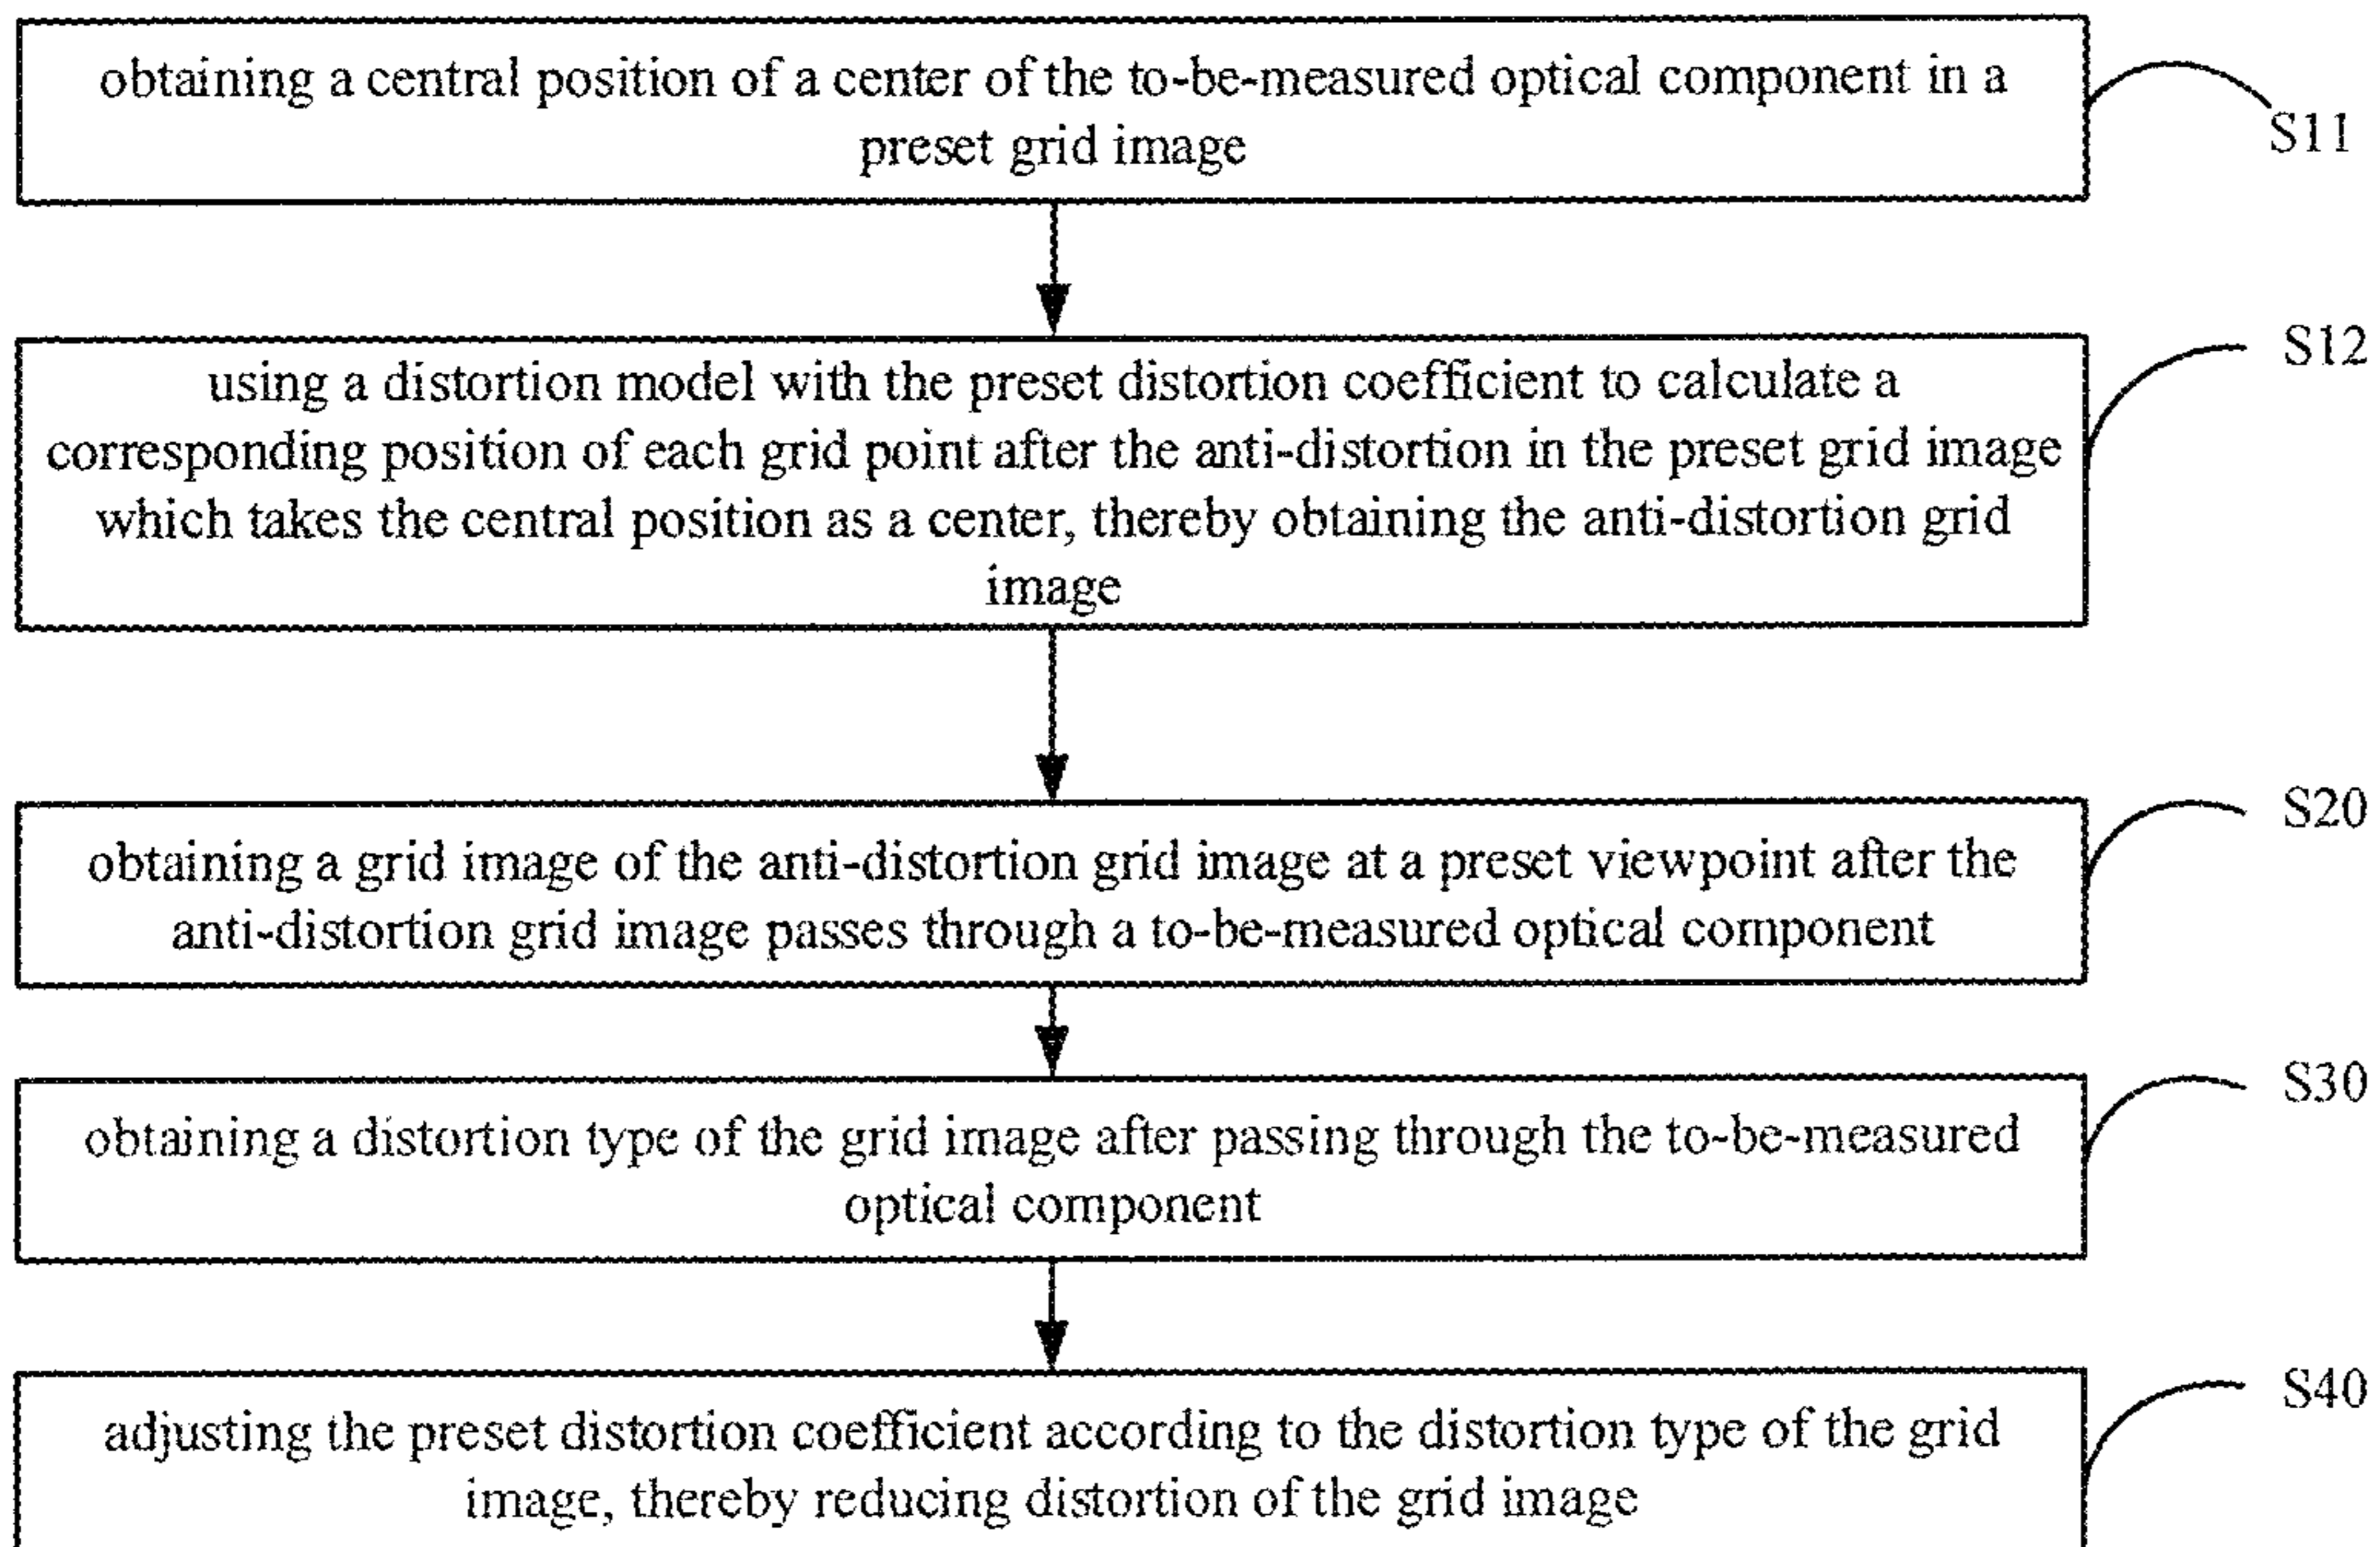 obtaining a central position of a center of the to-be-measured optical component in a
preset grid image
S11
using a distortion model with the preset distortion coefficient to calculate a
corresponding position of each grid point after the anti-distortion in the preset grid image
which takes the central position as a center, thereby obtaining the anti-distortion grid
image
S12
obtaining a grid image of the anti-distortion grid image at a preset viewpoint after the
anti-distortion grid image passes through a to-be-measured optical component
S20
obtaining a distortion type of the grid image after passing through the to-be-measured
optical component
S30
adjusting the preset distortion coefficient according to the distortion type of the grid
image, thereby reducing distortion of the grid image
S40